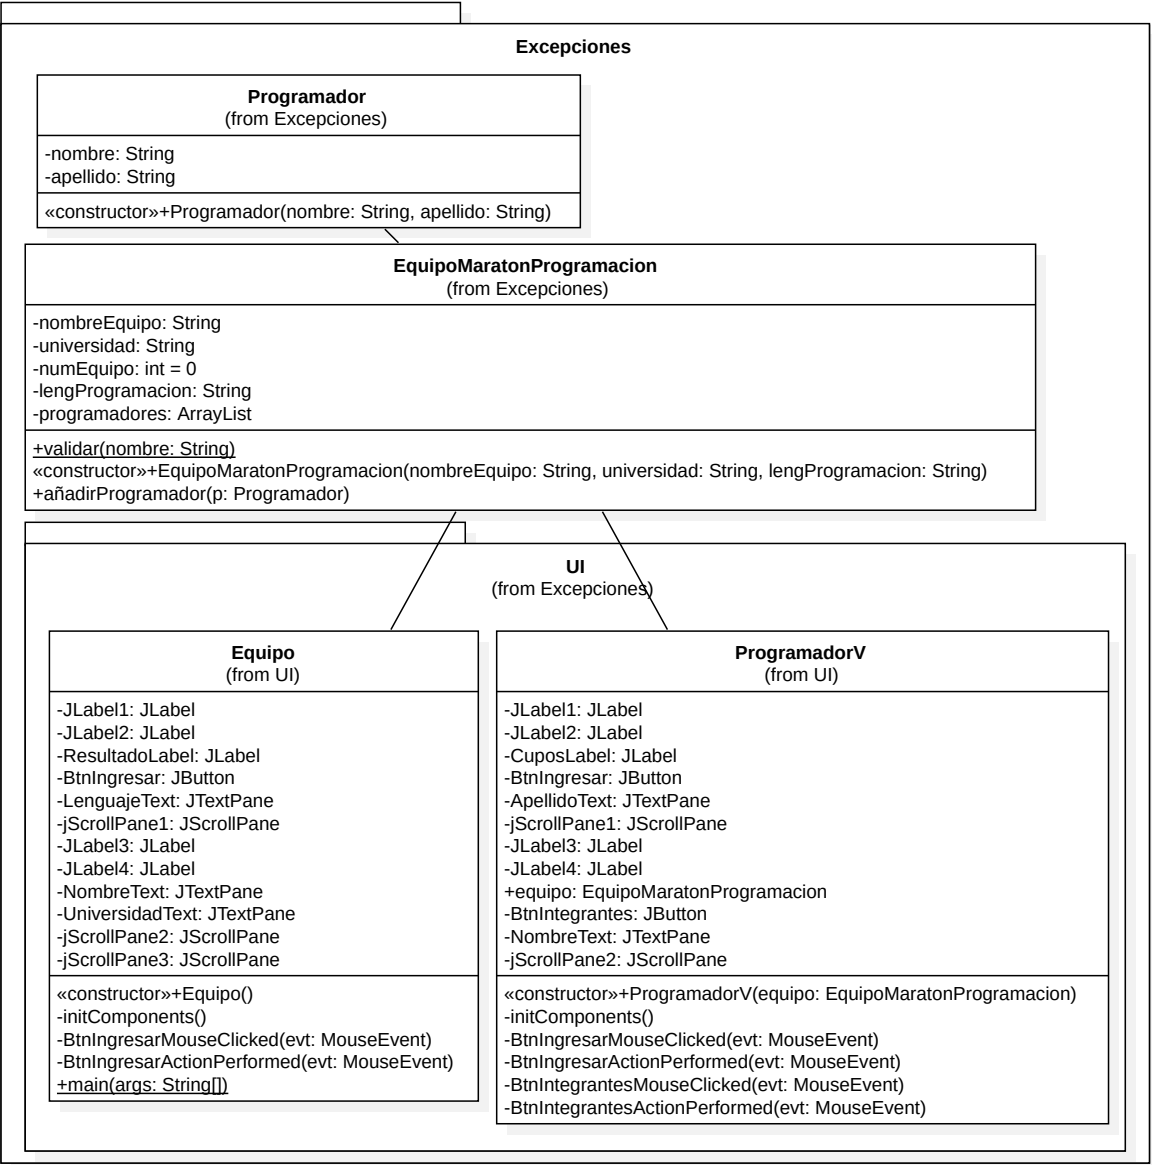 Excepciones
Programador
(from Excepciones)
-nombre: String
-apellido: String
«constructor»+Programador(nombre: String, apellido: String)
EquipoMaratonProgramacion
(from Excepciones)
-nombreEquipo: String
-universidad: String
-numEquipo: int = 0
-lengProgramacion: String
-programadores: ArrayList
+validar(nombre: String)
«constructor»+EquipoMaratonProgramacion(nombreEquipo: String, universidad: String, lengProgramacion: String)
+añadirProgramador(p: Programador)
UI
(from Excepciones)
Equipo
(from UI)
-JLabel1: JLabel
-JLabel2: JLabel
-ResultadoLabel: JLabel
-BtnIngresar: JButton
-LenguajeText: JTextPane
-jScrollPane1: JScrollPane
-JLabel3: JLabel
-JLabel4: JLabel
-NombreText: JTextPane
-UniversidadText: JTextPane
-jScrollPane2: JScrollPane
-jScrollPane3: JScrollPane
«constructor»+Equipo()
-initComponents()
-BtnIngresarMouseClicked(evt: MouseEvent)
-BtnIngresarActionPerformed(evt: MouseEvent)
+main(args: String[])
ProgramadorV
(from UI)
-JLabel1: JLabel
-JLabel2: JLabel
-CuposLabel: JLabel
-BtnIngresar: JButton
-ApellidoText: JTextPane
-jScrollPane1: JScrollPane
-JLabel3: JLabel
-JLabel4: JLabel
+equipo: EquipoMaratonProgramacion
-BtnIntegrantes: JButton
-NombreText: JTextPane
-jScrollPane2: JScrollPane
«constructor»+ProgramadorV(equipo: EquipoMaratonProgramacion)
-initComponents()
-BtnIngresarMouseClicked(evt: MouseEvent)
-BtnIngresarActionPerformed(evt: MouseEvent)
-BtnIntegrantesMouseClicked(evt: MouseEvent)
-BtnIntegrantesActionPerformed(evt: MouseEvent)